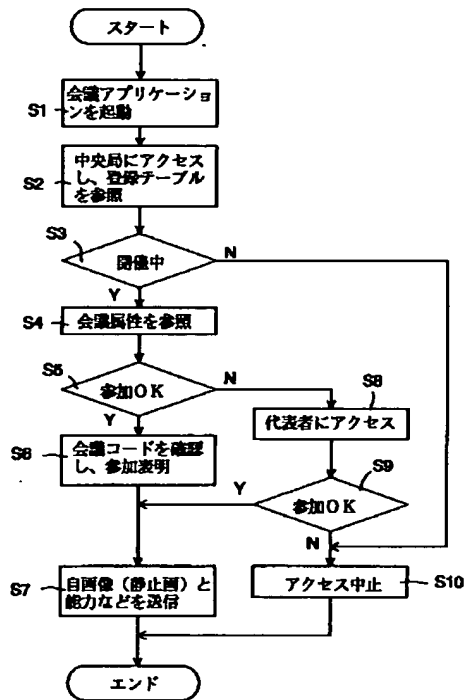 スタート
S1
会議アプリケーショ
ンを起動
S2
中央局にアクセス
し、登録テーブル
を参照
S3
開催中
N
Y
S4
会議属性を参照
S5
参加OK
N
Y
S8
代表者にアクセス
S6
会議コードを確認
し、参加表明
S9
参加OK
Y
N
S7
自画像（静止画）と
能力などを送信
アクセス中止
S10
エンド